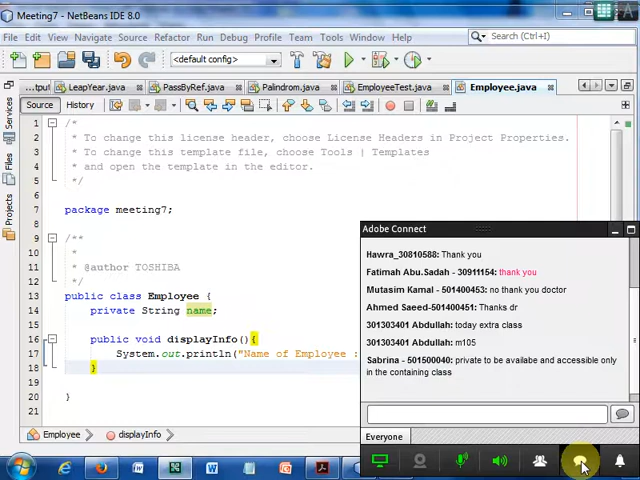 Meeting7 - NetBeans IDE 8.0
File Edit View Navigate Source Refactor Run Debug Profile Team Tools Window Help
Search (Ctrl+I)
<default config>
...tput LeapYear.java PassByRef.java Palindrom.java EmployeeTest.java Employee.java
Source History
Services
Files
Projects
1 /*
2 * To change this license header, choose License Headers in Project Properties.
3 * To change this template file, choose Tools | Templates
4 * and open the template in the editor.
5 */
6
7 package meeting7;
8
9 /**
10 *
11 * @author TOSHIBA
12 */
13 public class Employee {
14 private String name;
15
16 public void displayInfo(){
17 System.out.println("Name of Employee :
18 }
19
20 }
21
Employee displayInfo
Adobe Connect
Hawra_30810588: Thank you
Fatimah Abu.Sadah - 30911154: thank you
Mutasim Kamal - 501400453: no thank you doctor
Ahmed Saeed-501400451: Thanks dr
301303401 Abdullah: today extra class
301303401 Abdullah: m105
Sabrina - 501500040: private to be availabe and accessible only
in the containing class
Everyone